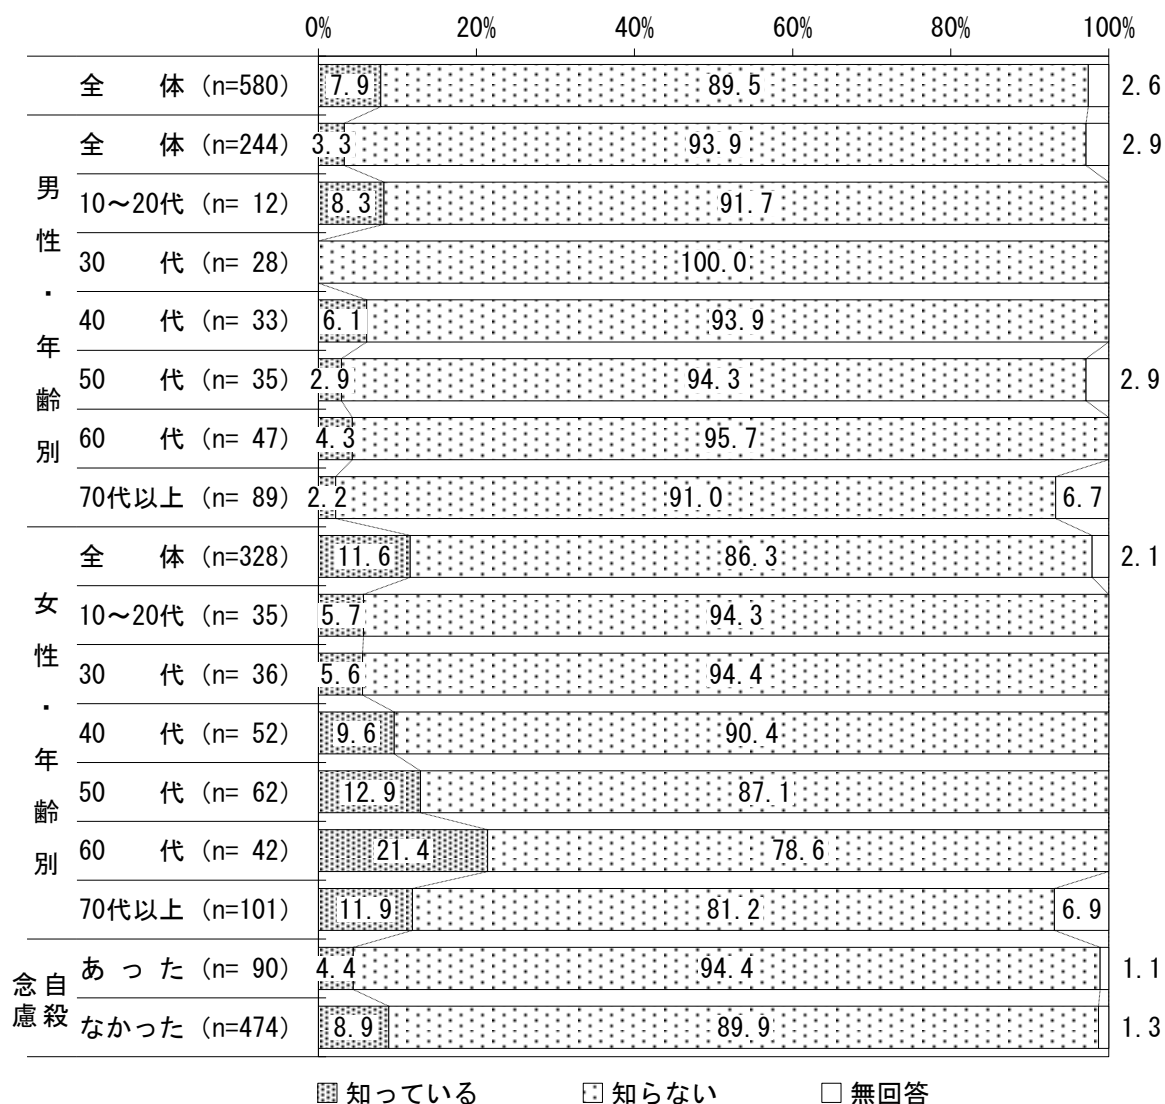 0% 20% 40% 60% 80% 100%
全　　体 (n=580) 7.9 89.5 2.6
男性・年齢別
全　　体 (n=244) 3.3 93.9 2.9
10～20代 (n= 12) 8.3 91.7
30　　代 (n= 28) 100.0
40　　代 (n= 33) 6.1 93.9
50　　代 (n= 35) 2.9 94.3 2.9
60　　代 (n= 47) 4.3 95.7
70代以上 (n= 89) 2.2 91.0 6.7
女性・年齢別
全　　体 (n=328) 11.6 86.3 2.1
10～20代 (n= 35) 5.7 94.3
30　　代 (n= 36) 5.6 94.4
40　　代 (n= 52) 9.6 90.4
50　　代 (n= 62) 12.9 87.1
60　　代 (n= 42) 21.4 78.6
70代以上 (n=101) 11.9 81.2 6.9
自殺念慮
あ っ た (n= 90) 4.4 94.4 1.1
なかった (n=474) 8.9 89.9 1.3
知っている 知らない 無回答